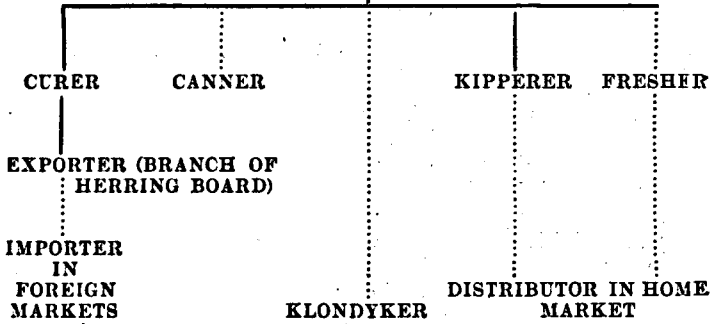 CURER CANNER KIPPERER FRESHER
EXPORTER (BRANCH OF
HERRING BOARD)
IMPORTER
IN
FOREIGN
MARKETS
KLONDYKER
DISTRIBUTOR IN HOME
MARKET